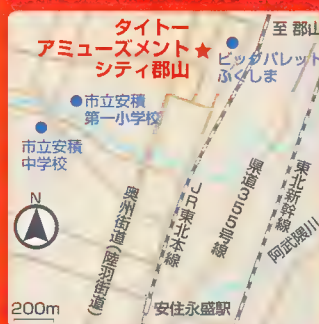 タイトー
アミューズメント
シティ郡山
至 郡山
ビッグパレット
ふくしま
市立安積
第一小学校
市立安積
中学校
N
奥州街道(陸羽街道)
JR東北本線
県道355号線
東北新幹線
阿武隈川
200m
安住永盛駅